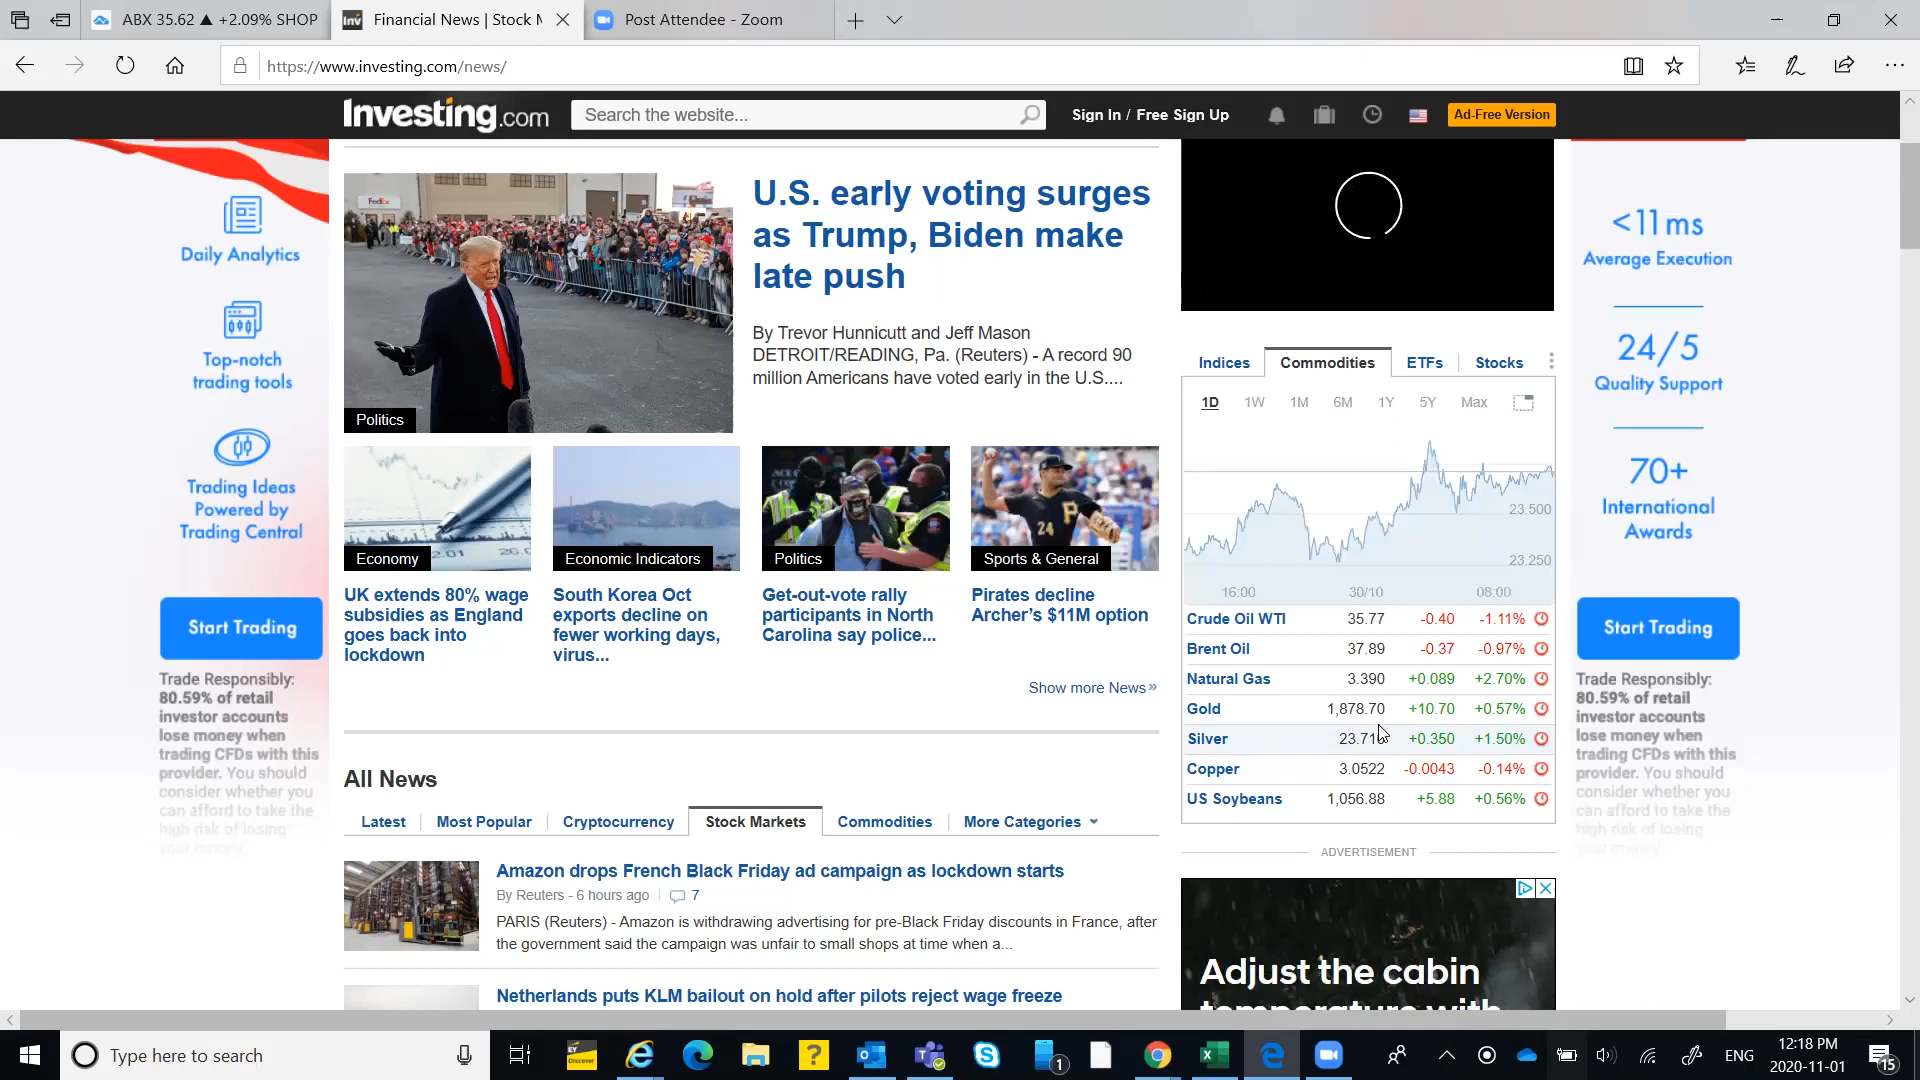 ABX 35.62 ▲ +2.09% SHOP
Financial News | Stock M
Post Attendee - Zoom
https://www.investing.com/news/
Investing.com
Search the website...
Sign In / Free Sign Up
Ad-Free Version
Daily Analytics
Top-notch
trading tools
Trading Ideas
Powered by
Trading Central
Start Trading
Trade Responsibly:
80.59% of retail
investor accounts
lose money when
trading CFDs with this
provider. You should
consider whether you
can afford to take the
high risk of losing
your money.
FedEx
Politics
U.S. early voting surges
as Trump, Biden make
late push
By Trevor Hunnicutt and Jeff Mason
DETROIT/READING, Pa. (Reuters) - A record 90
million Americans have voted early in the U.S....
Economy
Economic Indicators
Politics
24 P
Sports & General
UK extends 80% wage
subsidies as England
goes back into
lockdown
South Korea Oct
exports decline on
fewer working days,
virus...
Get-out-vote rally
participants in North
Carolina say police...
Pirates decline
Archer's $11M option
Show more News»
All News
Latest
Most Popular
Cryptocurrency
Stock Markets
Commodities
More Categories
Amazon drops French Black Friday ad campaign as lockdown starts
By Reuters - 6 hours ago 7
PARIS (Reuters) - Amazon is withdrawing advertising for pre-Black Friday discounts in France, after
the government said the campaign was unfair to small shops at time when a...
Netherlands puts KLM bailout on hold after pilots reject wage freeze
Indices Commodities ETFs Stocks
1D 1W 1M 6M 1Y 5Y Max
23.500
23.250
16:00 30/10 08:00
Crude Oil WTI 35.77 -0.40 -1.11%
Brent Oil 37.89 -0.37 -0.97%
Natural Gas 3.390 +0.089 +2.70%
Gold 1,878.70 +10.70 +0.57%
Silver +0.350 +1.50%
Copper 3.0522 -0.0043 -0.14%
US Soybeans 1,056.88 +5.88 +0.56%
ADVERTISEMENT
Adjust the cabin
temperature with
<11 ms
Average Execution
24/5
Quality Support
70+
International
Awards
Start Trading
Trade Responsibly:
80.59% of retail
investor accounts
lose money when
trading CFDs with this
provider. You should
consider whether you
can afford to take the
high risk of losing
your money.
Type here to search
EY
Discover
1
ENG
12:18 PM
2020-11-01
15